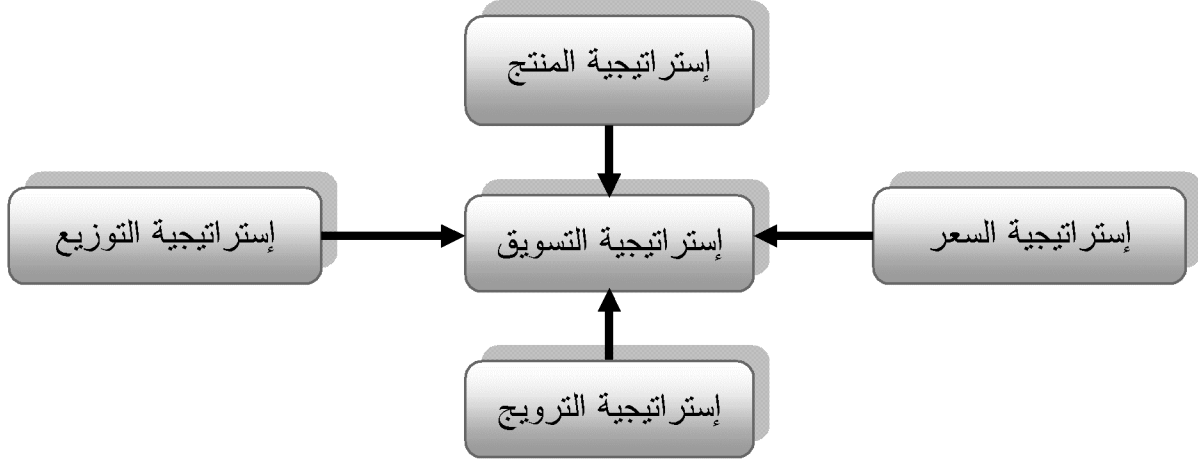 إستراتيجية المنتج
إستراتيجية السعر
إستراتيجية التسويق
إستراتيجية التوزيع
إستراتيجية الترويج